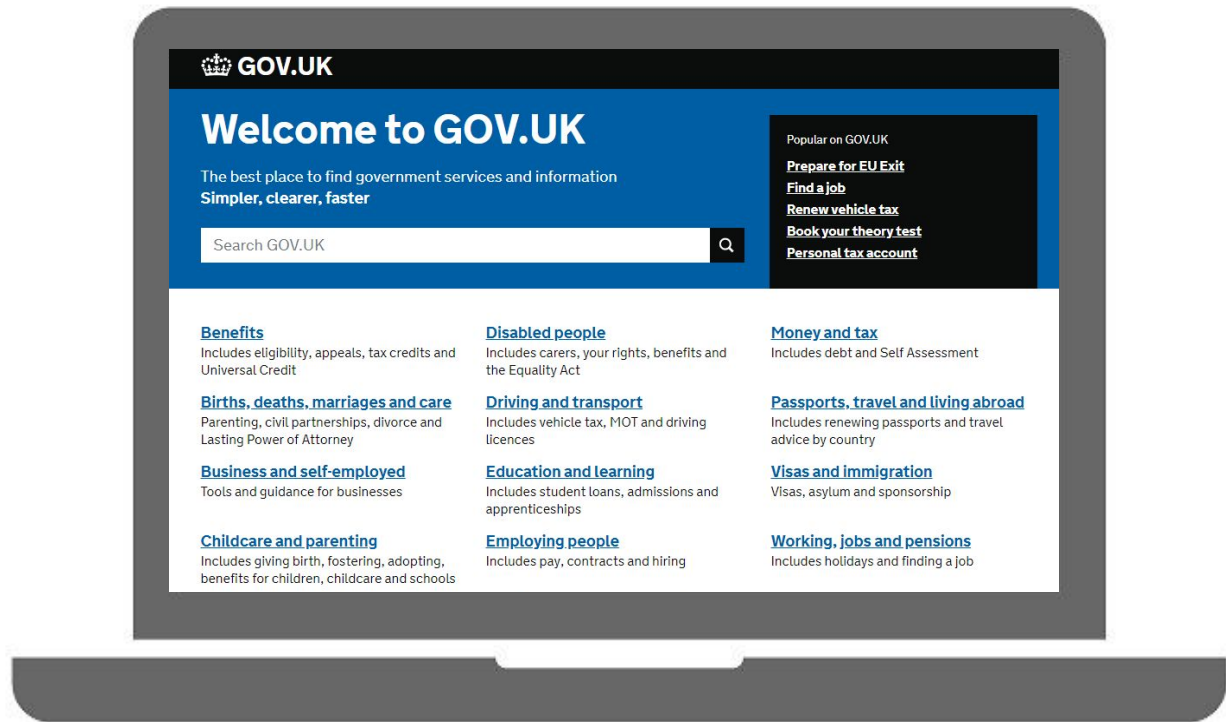 GOV.UK
Welcome to GOV.UK
The best place to find government services and information
Simpler, clearer, faster
Search GOV.UK
Popular on GOV.UK
Prepare for EU Exit
Find a job
Renew vehicle tax
Book your theory test
Personal tax account
Benefits
Includes eligibility, appeals, tax credits and
Universal Credit
Births, deaths, marriages and care
Parenting, civil partnerships, divorce and
Lasting Power of Attorney
Business and self-employed
Tools and guidance for businesses
Childcare and parenting
Includes giving birth, fostering, adopting,
benefits for children, childcare and schools
Disabled people
Includes carers, your rights, benefits and
the Equality Act
Driving and transport
Includes vehicle tax, MOT and driving
licences
Education and learning
Includes student loans, admissions and
apprenticeships
Employing people
Includes pay, contracts and hiring
Money and tax
Includes debt and Self Assessment
Passports, travel and living abroad
Includes renewing passports and travel
advice by country
Visas and immigration
Visas, asylum and sponsorship
Working, jobs and pensions
Includes holidays and finding a job